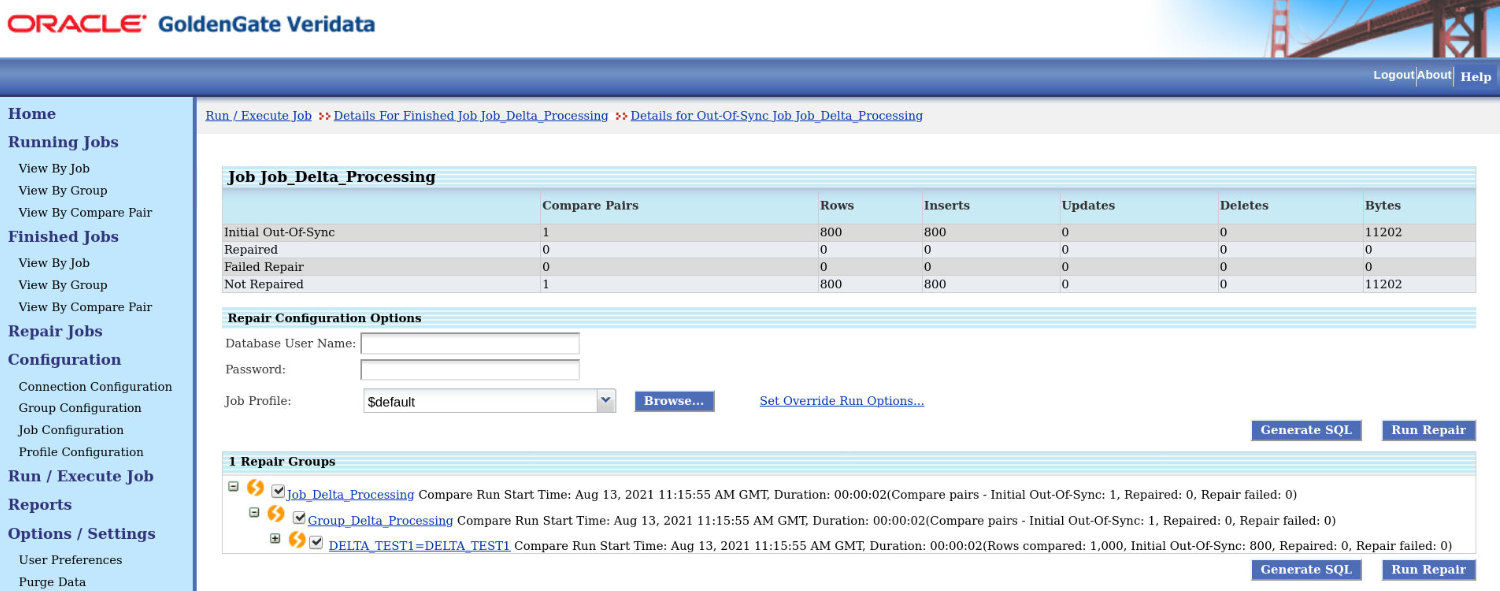 ORACLE GoldenGate Veridata
Logout About Help
Home
Running Jobs
View By Job
View By Group
View By Compare Pair
Finished Jobs
View By Job
View By Group
View By Compare Pair
Repair Jobs
Configuration
Connection Configuration
Group Configuration
Job Configuration
Profile Configuration
Run / Execute Job
Reports
Options / Settings
User Preferences
Purge Data
Run / Execute Job Details For Finished Job Job_Delta_Processing Details for Out-Of-Sync Job Job_Delta_Processing
Job Job_Delta_Processing
Compare Pairs Rows Inserts Updates Deletes Bytes
Initial Out-Of-Sync 1 800 800 0 0 11202
Repaired 0 0 0 0 0 0
Failed Repair 0 0 0 0 0 0
Not Repaired 1 800 800 0 0 11202
Repair Configuration Options
Database User Name:
Password:
Job Profile: $default Browse... Set Override Run Options...
Generate SQL Run Repair
1 Repair Groups
Job_Delta_Processing Compare Run Start Time: Aug 13, 2021 11:15:55 AM GMT, Duration: 00:00:02(Compare pairs - Initial Out-Of-Sync: 1, Repaired: 0, Repair failed: 0)
Group_Delta_Processing Compare Run Start Time: Aug 13, 2021 11:15:55 AM GMT, Duration: 00:00:02(Compare pairs - Initial Out-Of-Sync: 1, Repaired: 0, Repair failed: 0)
DELTA_TEST1=DELTA_TEST1 Compare Run Start Time: Aug 13, 2021 11:15:55 AM GMT, Duration: 00:00:02(Rows compared: 1,000, Initial Out-Of-Sync: 800, Repaired: 0, Repair failed: 0)
Generate SQL Run Repair